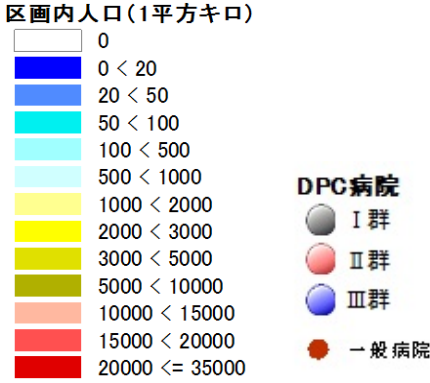 区画内人口(1平方キロ)
0
0 < 20
20 < 50
50 < 100
100 < 500
500 < 1000
1000 < 2000
2000 < 3000
3000 < 5000
5000 < 10000
10000 < 15000
15000 < 20000
20000 <= 35000
DPC病院
Ⅰ群
Ⅱ群
Ⅲ群
一般病院